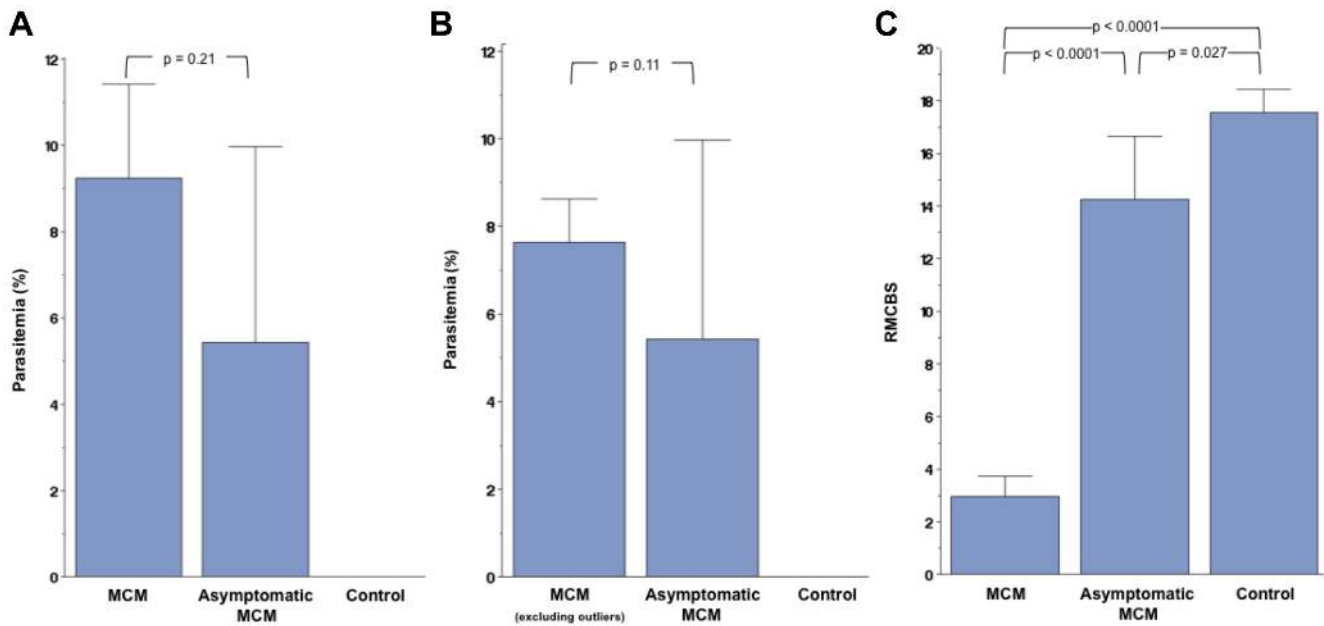 A
p = 0.21
12
10
8
6
4
2
0
Parasitemia (%)
MCM
Asymptomatic
MCM
Control
B
p = 0.11
12
10
8
6
4
2
0
Parasitemia (%)
MCM
(excluding outliers)
Asymptomatic
MCM
Control
C
p < 0.0001
p < 0.0001
p = 0.027
20
18
16
14
12
10
8
6
4
2
0
RMCBS
MCM
Asymptomatic
MCM
Control